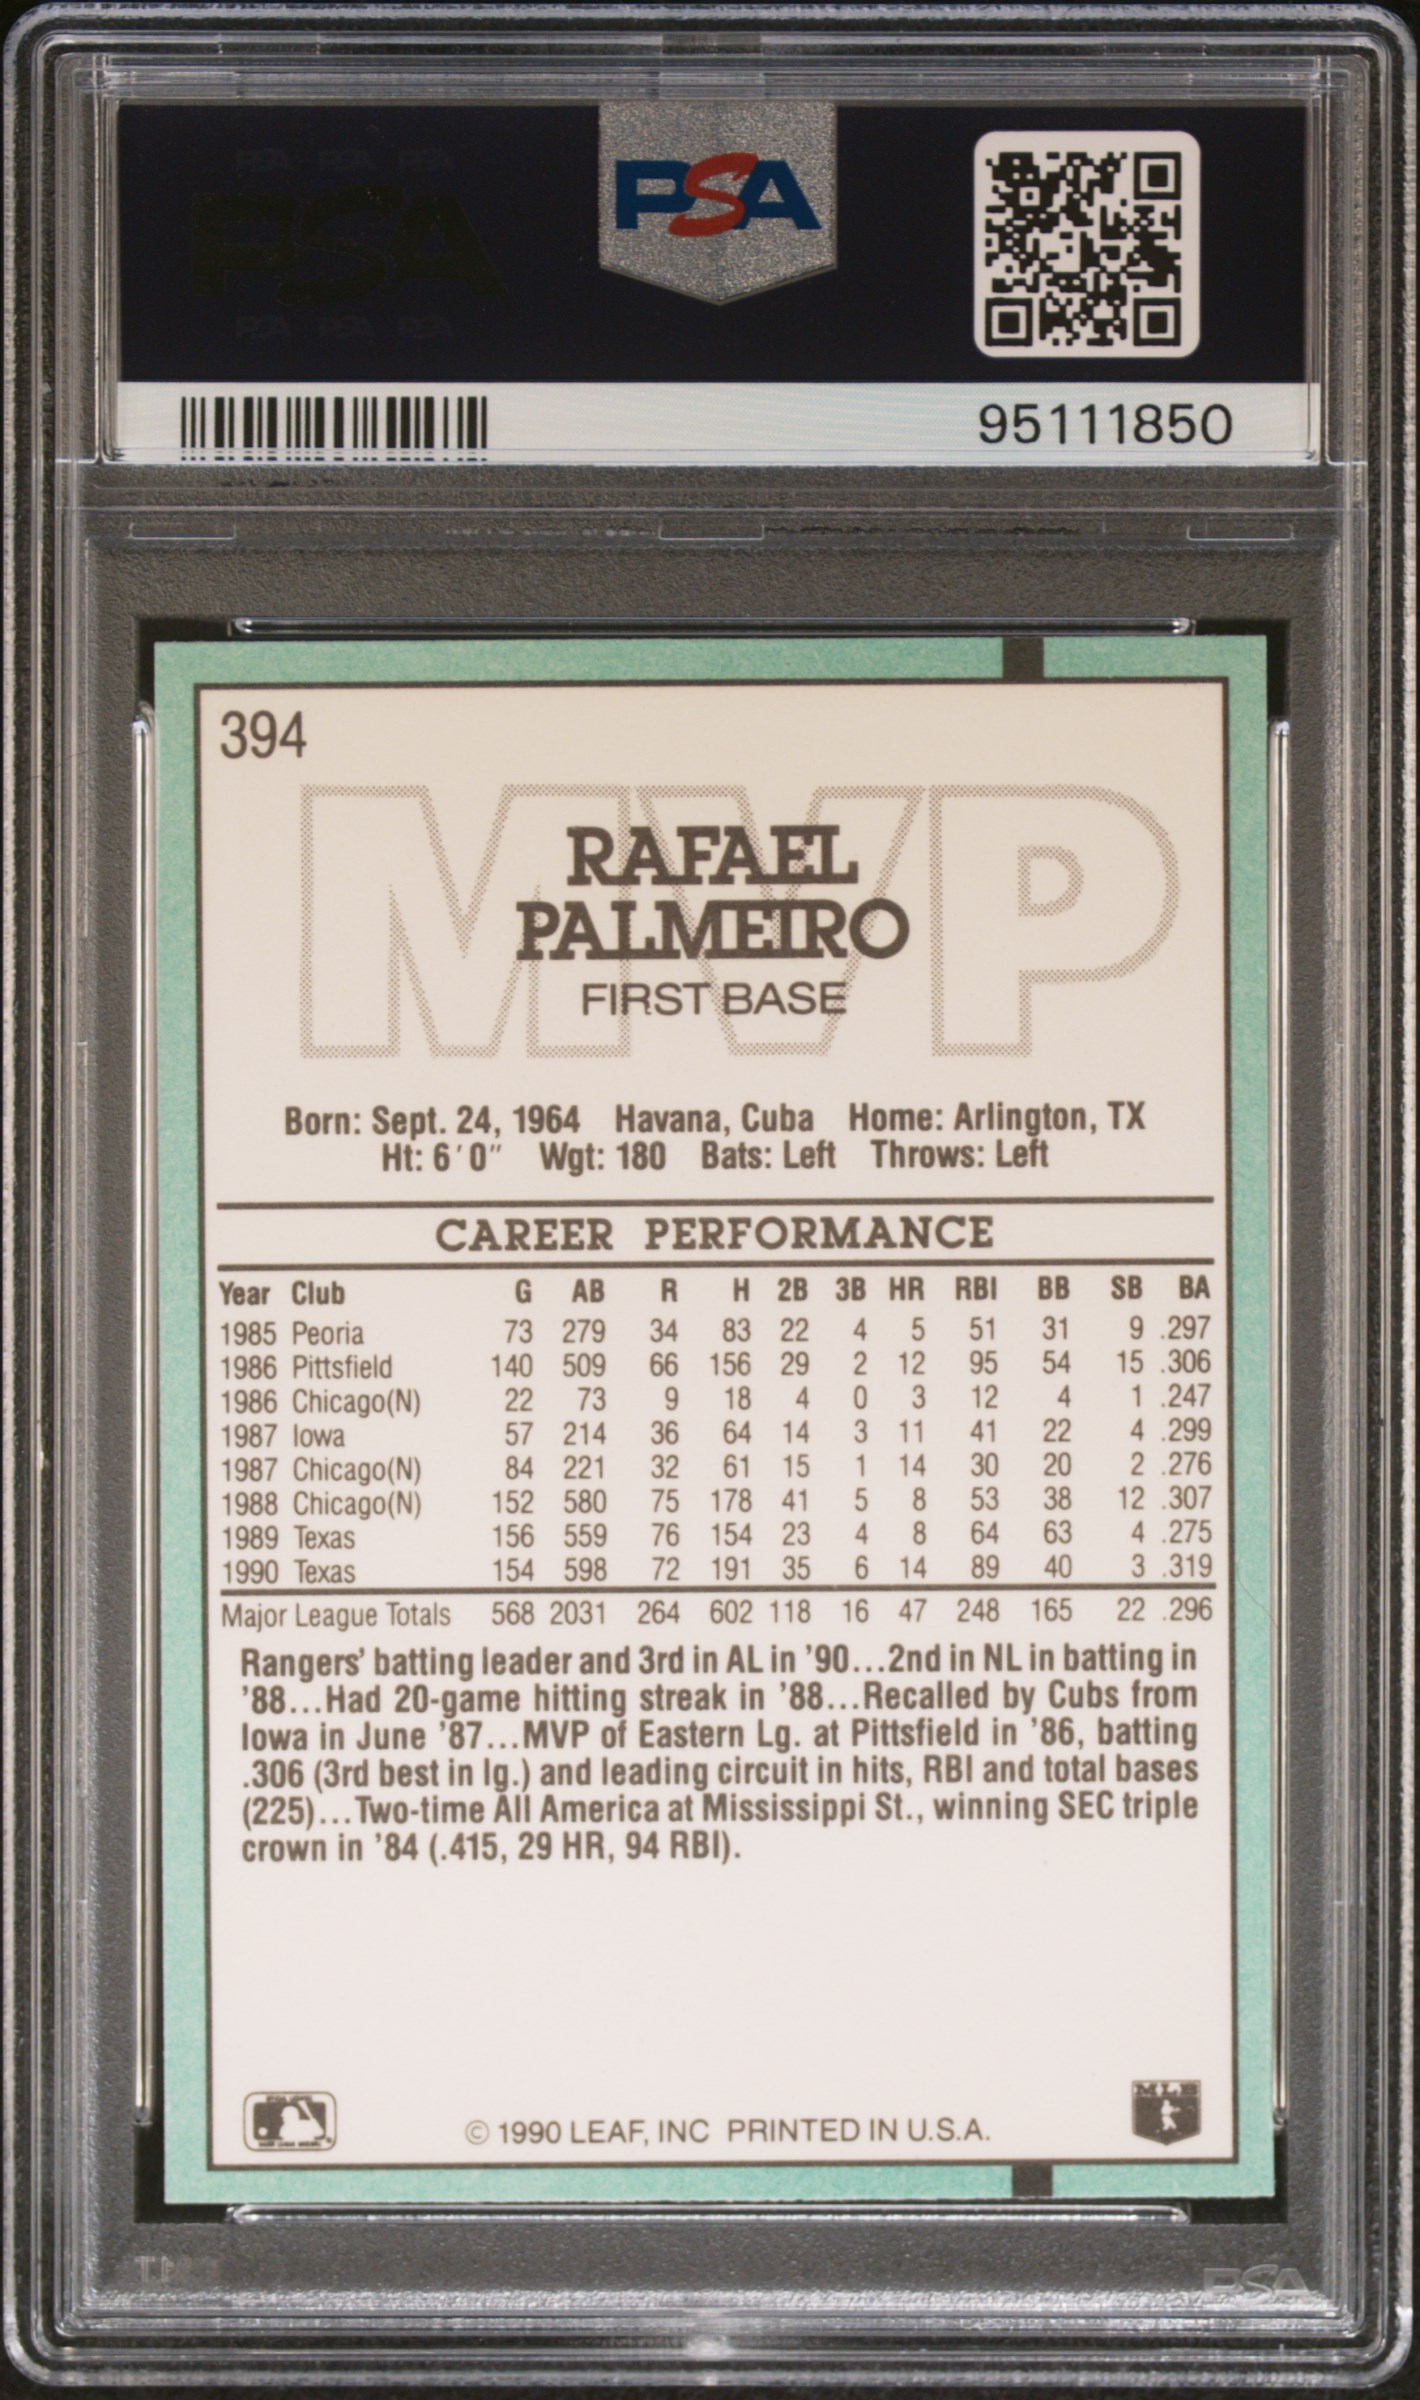 PSA
95111850
394
MVP
RAFAEL
PALMEIRO
FIRST BASE
Born: Sept. 24, 1964 Havana, Cuba Home: Arlington, TX
Ht: 6'0" Wgt: 180 Bats: Left Throws: Left
CAREER PERFORMANCE
Year Club G AB R H 2B 3B HR RBI BB SB BA
1985 Peoria 73 279 34 83 22 4 5 51 31 9 .297
1986 Pittsfield 140 509 66 156 29 2 12 95 54 15 .306
1986 Chicago(N) 22 73 9 18 4 0 3 12 4 1 .247
1987 Iowa 57 214 36 64 14 3 11 41 22 4 .299
1987 Chicago(N) 84 221 32 61 15 1 14 30 20 2 .276
1988 Chicago(N) 152 580 75 178 41 5 8 53 38 12 .307
1989 Texas 156 559 76 154 23 4 8 64 63 4 .275
1990 Texas 154 598 72 191 35 6 14 89 40 3 .319
Major League Totals 568 2031 264 602 118 16 47 248 165 22 .296
Rangers' batting leader and 3rd in AL in '90...2nd in NL in batting in
'88...Had 20-game hitting streak in '88...Recalled by Cubs from
Iowa in June '87...MVP of Eastern Lg. at Pittsfield in '86, batting
.306 (3rd best in lg.) and leading circuit in hits, RBI and total bases
(225)...Two-time All America at Mississippi St., winning SEC triple
crown in '84 (.415, 29 HR, 94 RBI).
MLB
© 1990 LEAF, INC PRINTED IN U.S.A.
PSA